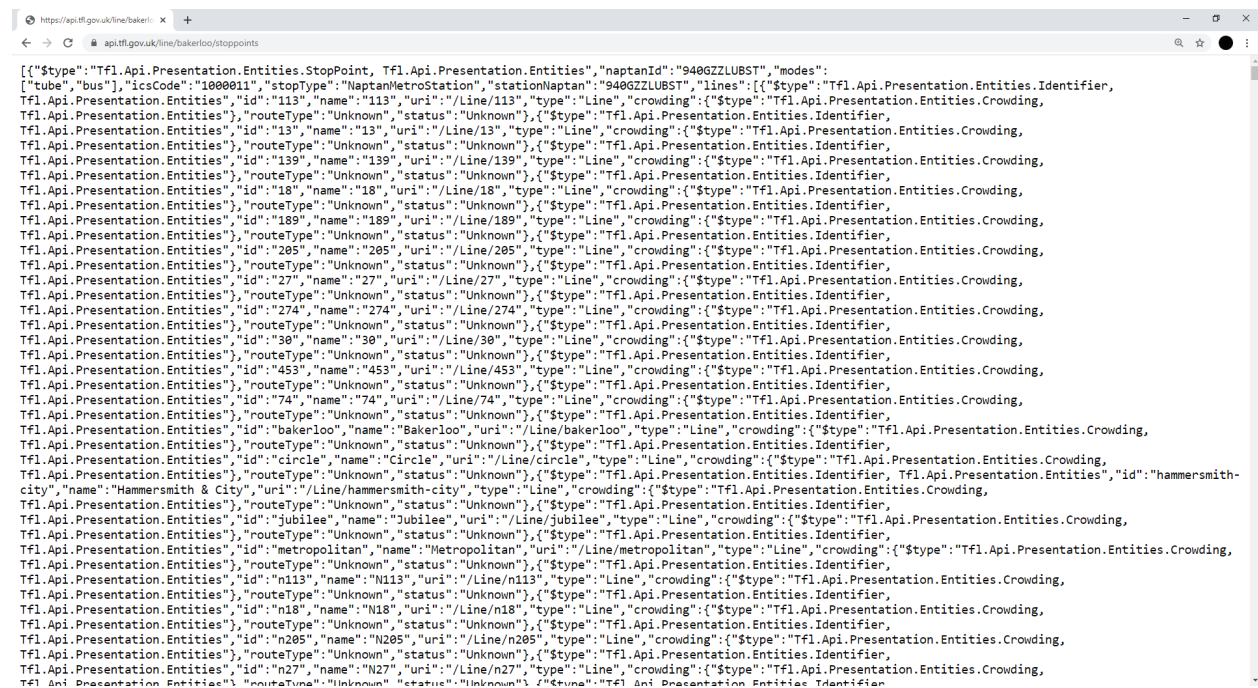 https://api.tfl.gov.uk/line/bakerlo
api.tfl.gov.uk/line/bakerloo/stoppoints
[{"$type":"Tfl.Api.Presentation.Entities.StopPoint, Tfl.Api.Presentation.Entities","naptanId":"940GZZLUBST","modes":
["tube","bus"],"icsCode":"1000011","stopType":"NaptanMetroStation","stationNaptan":"940GZZLUBST","lines":[{"$type":"Tfl.Api.Presentation.Entities.Identifier,
Tfl.Api.Presentation.Entities","id":"113","name":"113","uri":"/Line/113","type":"Line","crowding":{"$type":"Tfl.Api.Presentation.Entities.Crowding,
Tfl.Api.Presentation.Entities"},"routeType":"Unknown","status":"Unknown"},{"$type":"Tfl.Api.Presentation.Entities.Identifier,
Tfl.Api.Presentation.Entities","id":"13","name":"13","uri":"/Line/13","type":"Line","crowding":{"$type":"Tfl.Api.Presentation.Entities.Crowding,
Tfl.Api.Presentation.Entities"},"routeType":"Unknown","status":"Unknown"},{"$type":"Tfl.Api.Presentation.Entities.Identifier,
Tfl.Api.Presentation.Entities","id":"139","name":"139","uri":"/Line/139","type":"Line","crowding":{"$type":"Tfl.Api.Presentation.Entities.Crowding,
Tfl.Api.Presentation.Entities"},"routeType":"Unknown","status":"Unknown"},{"$type":"Tfl.Api.Presentation.Entities.Identifier,
Tfl.Api.Presentation.Entities","id":"18","name":"18","uri":"/Line/18","type":"Line","crowding":{"$type":"Tfl.Api.Presentation.Entities.Crowding,
Tfl.Api.Presentation.Entities"},"routeType":"Unknown","status":"Unknown"},{"$type":"Tfl.Api.Presentation.Entities.Identifier,
Tfl.Api.Presentation.Entities","id":"189","name":"189","uri":"/Line/189","type":"Line","crowding":{"$type":"Tfl.Api.Presentation.Entities.Crowding,
Tfl.Api.Presentation.Entities"},"routeType":"Unknown","status":"Unknown"},{"$type":"Tfl.Api.Presentation.Entities.Identifier,
Tfl.Api.Presentation.Entities","id":"205","name":"205","uri":"/Line/205","type":"Line","crowding":{"$type":"Tfl.Api.Presentation.Entities.Crowding,
Tfl.Api.Presentation.Entities"},"routeType":"Unknown","status":"Unknown"},{"$type":"Tfl.Api.Presentation.Entities.Identifier,
Tfl.Api.Presentation.Entities","id":"27","name":"27","uri":"/Line/27","type":"Line","crowding":{"$type":"Tfl.Api.Presentation.Entities.Crowding,
Tfl.Api.Presentation.Entities"},"routeType":"Unknown","status":"Unknown"},{"$type":"Tfl.Api.Presentation.Entities.Identifier,
Tfl.Api.Presentation.Entities","id":"274","name":"274","uri":"/Line/274","type":"Line","crowding":{"$type":"Tfl.Api.Presentation.Entities.Crowding,
Tfl.Api.Presentation.Entities"},"routeType":"Unknown","status":"Unknown"},{"$type":"Tfl.Api.Presentation.Entities.Identifier,
Tfl.Api.Presentation.Entities","id":"30","name":"30","uri":"/Line/30","type":"Line","crowding":{"$type":"Tfl.Api.Presentation.Entities.Crowding,
Tfl.Api.Presentation.Entities"},"routeType":"Unknown","status":"Unknown"},{"$type":"Tfl.Api.Presentation.Entities.Identifier,
Tfl.Api.Presentation.Entities","id":"453","name":"453","uri":"/Line/453","type":"Line","crowding":{"$type":"Tfl.Api.Presentation.Entities.Crowding,
Tfl.Api.Presentation.Entities"},"routeType":"Unknown","status":"Unknown"},{"$type":"Tfl.Api.Presentation.Entities.Identifier,
Tfl.Api.Presentation.Entities","id":"74","name":"74","uri":"/Line/74","type":"Line","crowding":{"$type":"Tfl.Api.Presentation.Entities.Crowding,
Tfl.Api.Presentation.Entities"},"routeType":"Unknown","status":"Unknown"},{"$type":"Tfl.Api.Presentation.Entities.Identifier,
Tfl.Api.Presentation.Entities","id":"bakerloo","name":"Bakerloo","uri":"/Line/bakerloo","type":"Line","crowding":{"$type":"Tfl.Api.Presentation.Entities.Crowding,
Tfl.Api.Presentation.Entities"},"routeType":"Unknown","status":"Unknown"},{"$type":"Tfl.Api.Presentation.Entities.Identifier,
Tfl.Api.Presentation.Entities","id":"circle","name":"Circle","uri":"/Line/circle","type":"Line","crowding":{"$type":"Tfl.Api.Presentation.Entities.Crowding,
Tfl.Api.Presentation.Entities"},"routeType":"Unknown","status":"Unknown"},{"$type":"Tfl.Api.Presentation.Entities.Identifier, Tfl.Api.Presentation.Entities","id":"hammersmith-
city","name":"Hammersmith & City","uri":"/Line/hammersmith-city","type":"Line","crowding":{"$type":"Tfl.Api.Presentation.Entities.Crowding,
Tfl.Api.Presentation.Entities"},"routeType":"Unknown","status":"Unknown"},{"$type":"Tfl.Api.Presentation.Entities.Identifier,
Tfl.Api.Presentation.Entities","id":"jubilee","name":"Jubilee","uri":"/Line/jubilee","type":"Line","crowding":{"$type":"Tfl.Api.Presentation.Entities.Crowding,
Tfl.Api.Presentation.Entities"},"routeType":"Unknown","status":"Unknown"},{"$type":"Tfl.Api.Presentation.Entities.Identifier,
Tfl.Api.Presentation.Entities","id":"metropolitan","name":"Metropolitan","uri":"/Line/metropolitan","type":"Line","crowding":{"$type":"Tfl.Api.Presentation.Entities.Crowding,
Tfl.Api.Presentation.Entities"},"routeType":"Unknown","status":"Unknown"},{"$type":"Tfl.Api.Presentation.Entities.Identifier,
Tfl.Api.Presentation.Entities","id":"n113","name":"N113","uri":"/Line/n113","type":"Line","crowding":{"$type":"Tfl.Api.Presentation.Entities.Crowding,
Tfl.Api.Presentation.Entities"},"routeType":"Unknown","status":"Unknown"},{"$type":"Tfl.Api.Presentation.Entities.Identifier,
Tfl.Api.Presentation.Entities","id":"n18","name":"N18","uri":"/Line/n18","type":"Line","crowding":{"$type":"Tfl.Api.Presentation.Entities.Crowding,
Tfl.Api.Presentation.Entities"},"routeType":"Unknown","status":"Unknown"},{"$type":"Tfl.Api.Presentation.Entities.Identifier,
Tfl.Api.Presentation.Entities","id":"n205","name":"N205","uri":"/Line/n205","type":"Line","crowding":{"$type":"Tfl.Api.Presentation.Entities.Crowding,
Tfl.Api.Presentation.Entities"},"routeType":"Unknown","status":"Unknown"},{"$type":"Tfl.Api.Presentation.Entities.Identifier,
Tfl.Api.Presentation.Entities","id":"n27","name":"N27","uri":"/Line/n27","type":"Line","crowding":{"$type":"Tfl.Api.Presentation.Entities.Crowding,
Tfl.Api.Presentation.Entities"},"routeType":"Unknown","status":"Unknown"},{"$type":"Tfl.Api.Presentation.Entities.Identifier,